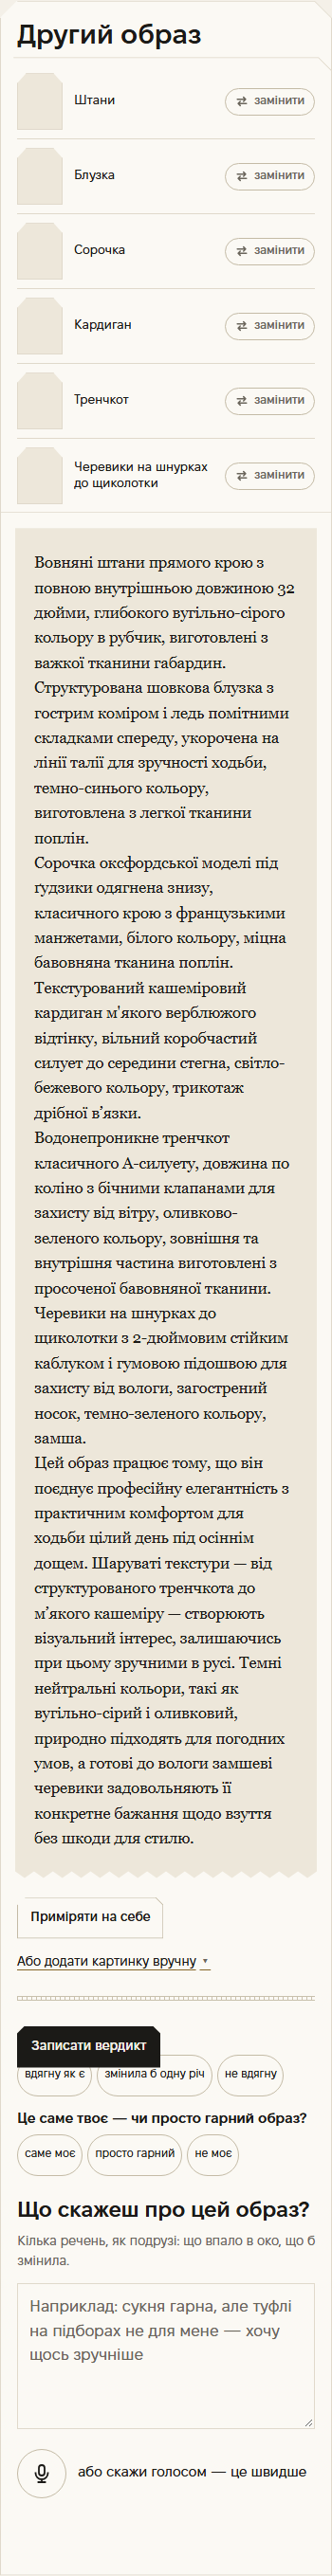 Другий образ
Штани
замінити
Блузка
замінити
Сорочка
замінити
Кардиган
замінити
Тренчкот
замінити
Черевики на шнурках
до щиколотки
замінити
Вовняні штани прямого крою з
повною внутрішньою довжиною 32
дюйми, глибокого вугільно-сірого
кольору в рубчик, виготовлені з
важкої тканини габардин.
Структурована шовкова блузка з
гострим коміром і ледь помітними
складками спереду, укорочена на
лінії талії для зручності ходьби,
темно-синього кольору,
виготовлена з легкої тканини
поплін.
Сорочка оксфордської моделі під
ґудзики одягнена знизу,
класичного крою з французькими
манжетами, білого кольору, міцна
бавовняна тканина поплін.
Текстурований кашеміровий
кардиган м'якого верблюжого
відтінку, вільний коробчастий
силует до середини стегна, світло-
бежевого кольору, трикотаж
дрібної в’язки.
Водонепроникне тренчкот
класичного А-силуету, довжина по
коліно з бічними клапанами для
захисту від вітру, оливково-
зеленого кольору, зовнішня та
внутрішня частина виготовлені з
просоченої бавовняної тканини.
Черевики на шнурках до
щиколотки з 2-дюймовим стійким
каблуком і гумовою підошвою для
захисту від вологи, загострений
носок, темно-зеленого кольору,
замша.
Цей образ працює тому, що він
поєднує професійну елегантність з
практичним комфортом для
ходьби цілий день під осіннім
дощем. Шаруваті текстури — від
структурованого тренчкота до
м’якого кашеміру — створюють
візуальний інтерес, залишаючись
при цьому зручними в русі. Темні
нейтральні кольори, такі як
вугільно-сірий і оливковий,
природно підходять для погодних
умов, а готові до вологи замшеві
черевики задовольняють її
конкретне бажання щодо взуття
без шкоди для стилю.
Приміряти на себе
Або додати картинку вручну
Записати вердикт
вдягну як є
змінила б одну річ
не вдягну
Це саме твоє — чи просто гарний образ?
саме моє
просто гарний
не моє
Що скажеш про цей образ?
Кілька речень, як подрузі: що впало в око, що б
змінила.
Наприклад: сукня гарна, але туфлі
на підборах не для мене — хочу
щось зручніше
або скажи голосом — це швидше